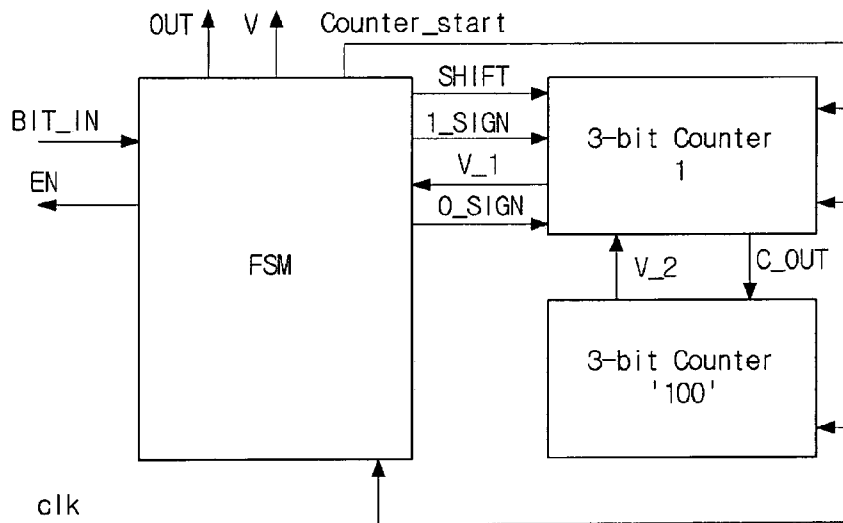 OUT V Counter_start
SHIFT
BIT_IN
1_SIGN
3-bit Counter
1
V_1
EN
0_SIGN
FSM
V_2
C_OUT
3-bit Counter
'100'
clk